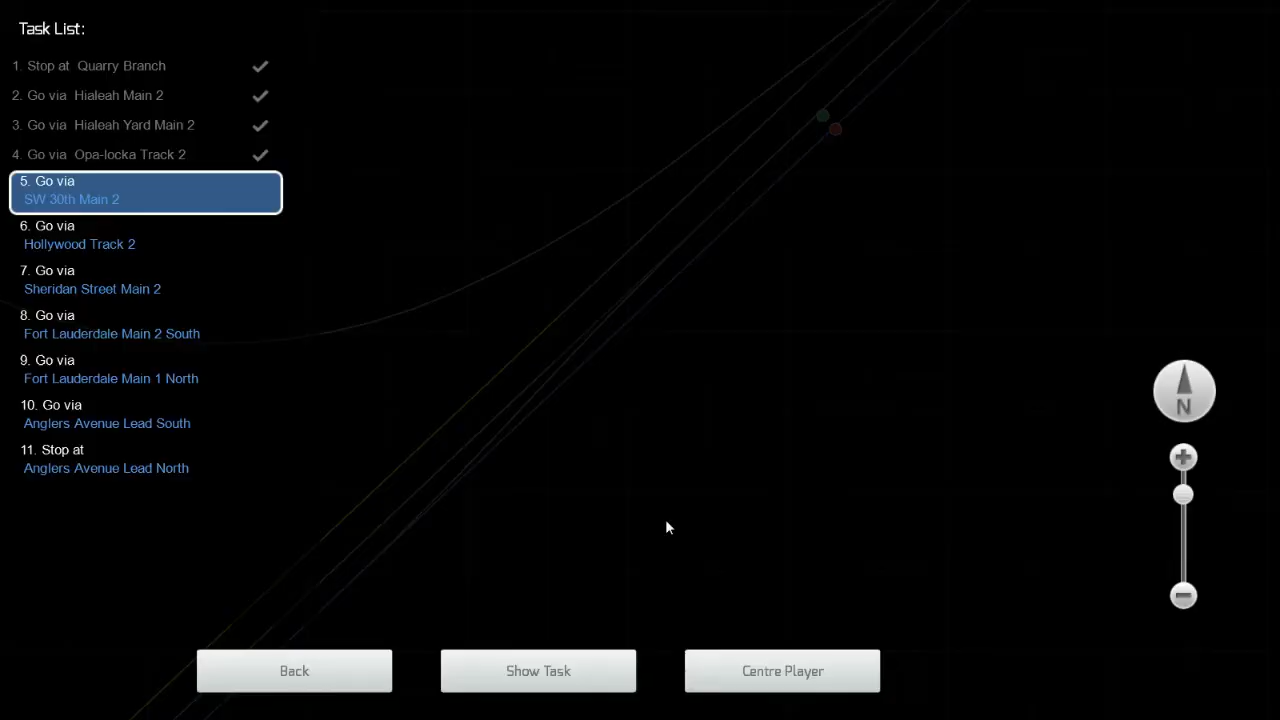 Task List:
1. Stop at Quarry Branch
2. Go via Hialeah Main 2
3. Go via Hialeah Yard Main 2
4. Go via Opa-locka Track 2
5. Go via
SW 30th Main 2
6. Go via
Hollywood Track 2
7. Go via
Sheridan Street Main 2
8. Go via
Fort Lauderdale Main 2 South
9. Go via
Fort Lauderdale Main 1 North
10. Go via
Anglers Avenue Lead South
11. Stop at
Anglers Avenue Lead North
N
Back
Show Task
Centre Player